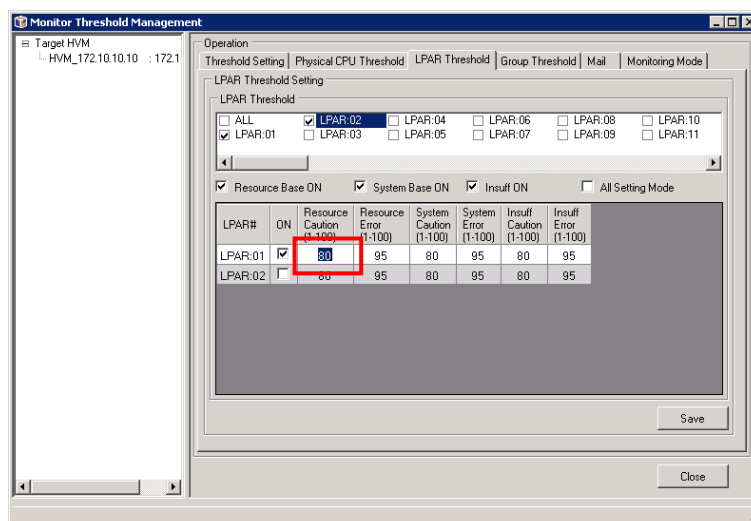 Monitor Threshold Management
Target HVM
HVM_172.10.10.10 : 172.1
Operation
Threshold Setting Physical CPU Threshold LPAR Threshold Group Threshold Mail Monitoring Mode
LPAR Threshold Setting
LPAR Threshold
ALL LPAR:02 LPAR:04 LPAR:06 LPAR:08 LPAR:10
LPAR:01 LPAR:03 LPAR:05 LPAR:07 LPAR:09 LPAR:11
Resource Base ON System Base ON Insuff ON All Setting Mode
LPAR# ON Resource Caution (1-100) Resource Error (1-100) System Caution (1-100) System Error (1-100) Insuff Caution (1-100) Insuff Error (1-100)
LPAR:01 80 95 80 95 80 95
LPAR:02 80 95 80 95 80 95
Save
Close